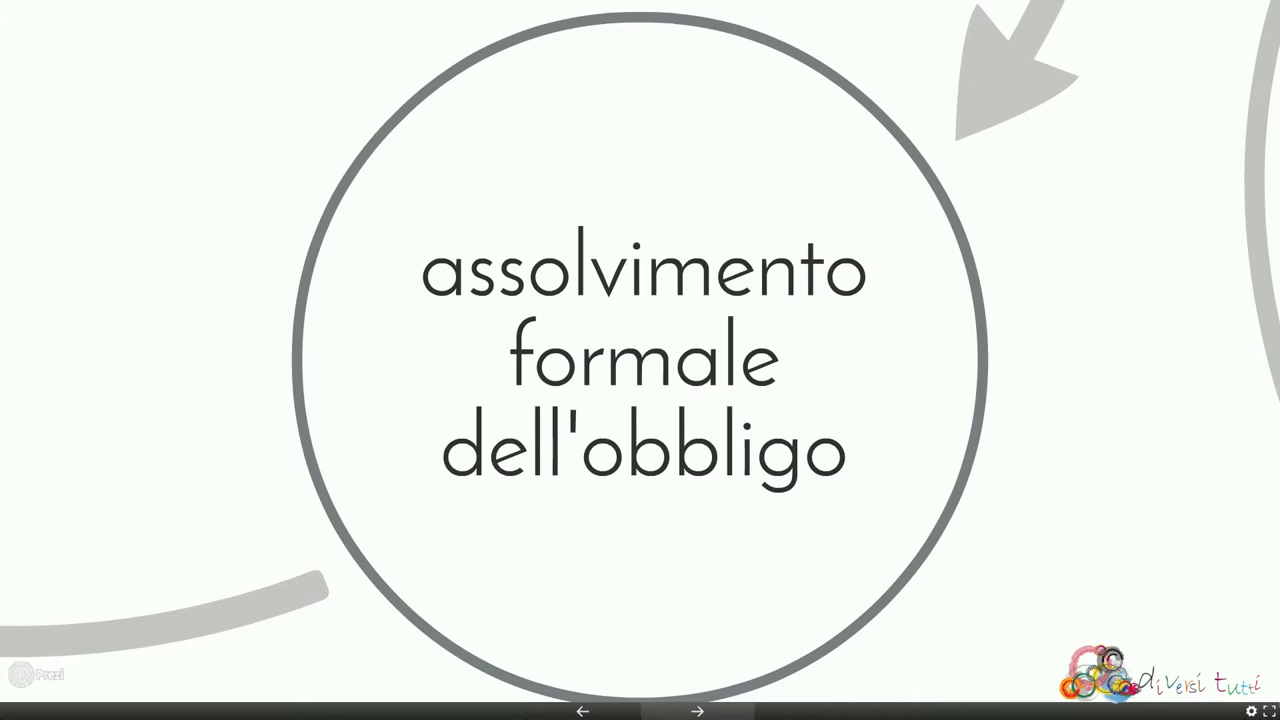 assolvimento
formale
dell'obbligo
Prezi
diversi tutti